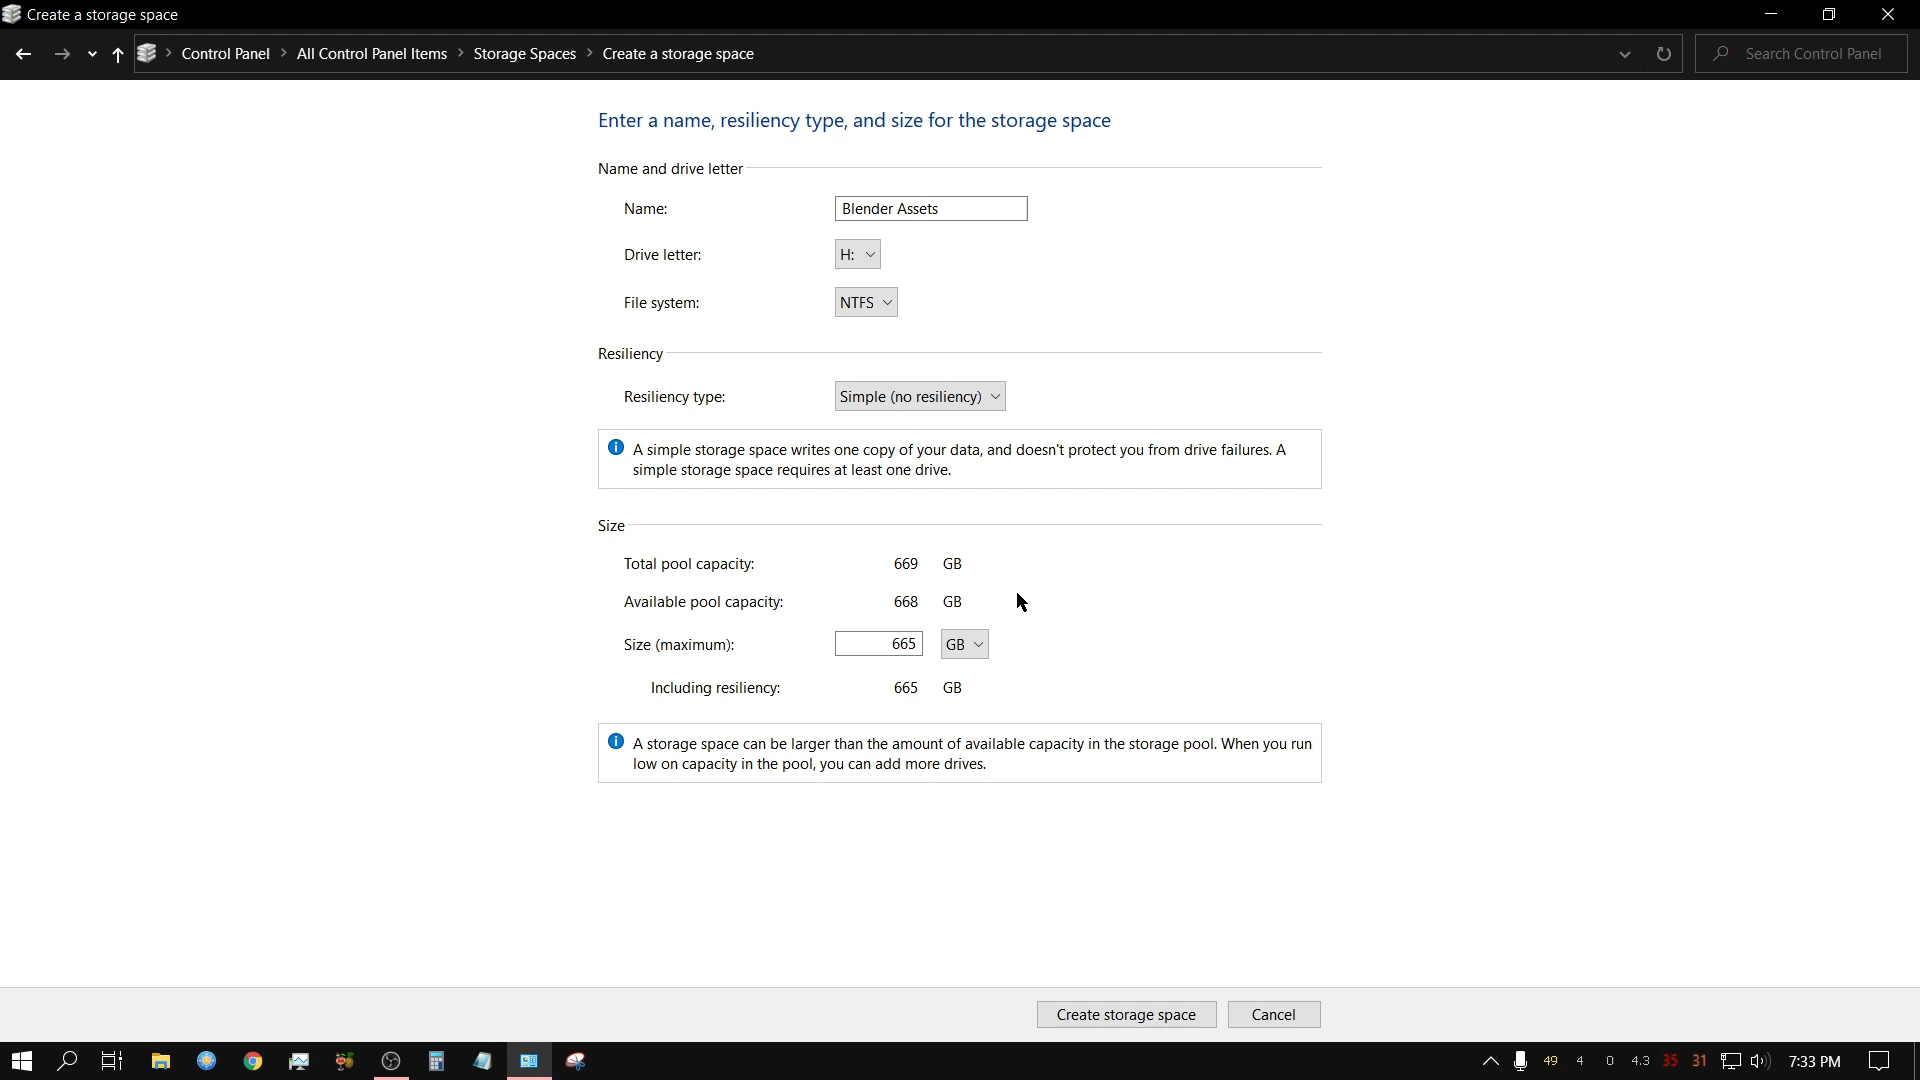 Create a storage space
Control Panel > All Control Panel Items > Storage Spaces > Create a storage space
Search Control Panel
Enter a name, resiliency type, and size for the storage space
Name and drive letter
Name: Blender Assets
Drive letter: H:
File system: NTFS
Resiliency
Resiliency type: Simple (no resiliency)
A simple storage space writes one copy of your data, and doesn't protect you from drive failures. A
simple storage space requires at least one drive.
Size
Total pool capacity: 669 GB
Available pool capacity: 668 GB
Size (maximum): 665 GB
Including resiliency: 665 GB
A storage space can be larger than the amount of available capacity in the storage pool. When you run
low on capacity in the pool, you can add more drives.
Create storage space Cancel
49 4 0 4.3 35 31 7:33 PM